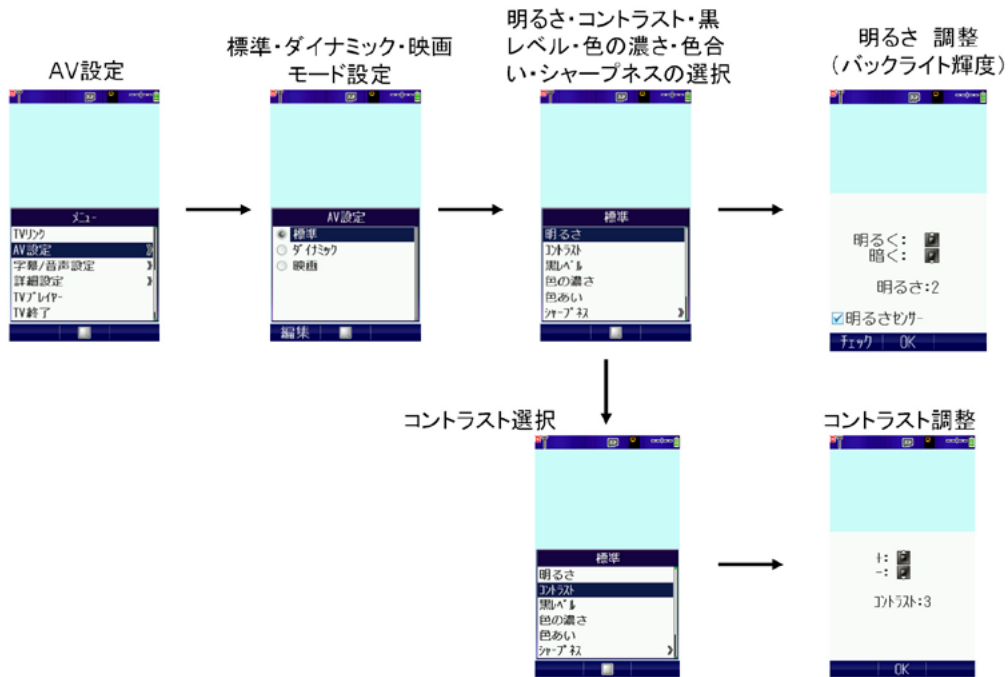 AV設定
標準・ダイナミック・映画
モード設定
明るさ・コントラスト・黒
レベル・色の濃さ・色合
い・シャープネスの選択
明るさ 調整
(バックライト輝度)
メニュー
TVリンク
AV設定
字幕/音声設定
詳細設定
TVプレイヤー
TV終了
AV設定
標準
ダイナミック
映画
編集
標準
明るさ
コントラスト
黒レベル
色の濃さ
色あい
シャープネス
明るく:
暗く:
明るさ:2
明るさセンサー
チェック OK
コントラスト選択
標準
明るさ
コントラスト
黒レベル
色の濃さ
色あい
シャープネス
コントラスト調整
+:
-:
コントラスト:3
OK